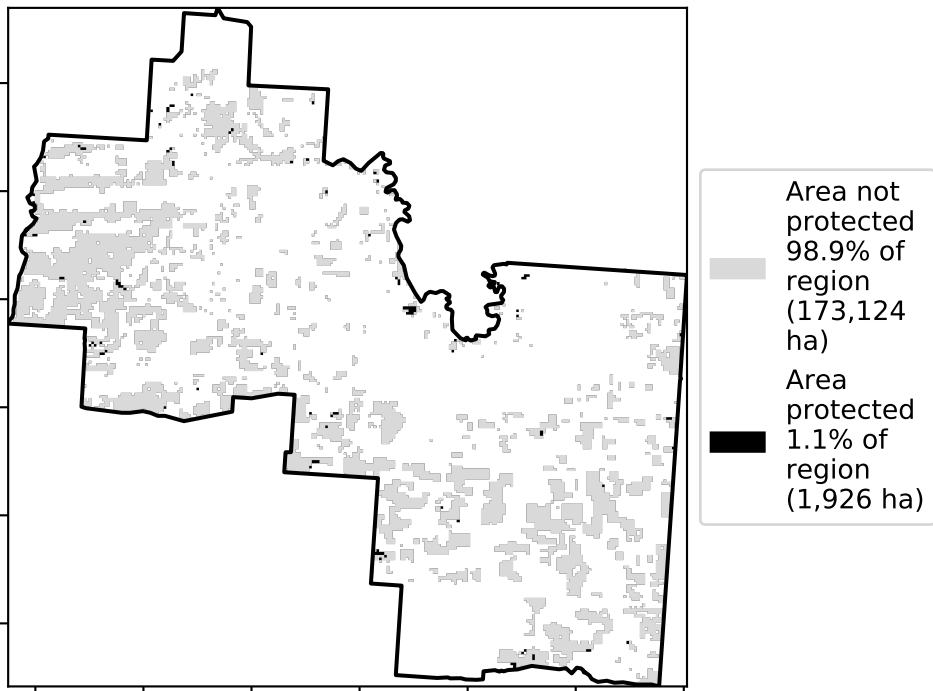 Area not
protected
98.9% of
region
(173,124
ha)
Area
protected
1.1% of
region
(1,926 ha)